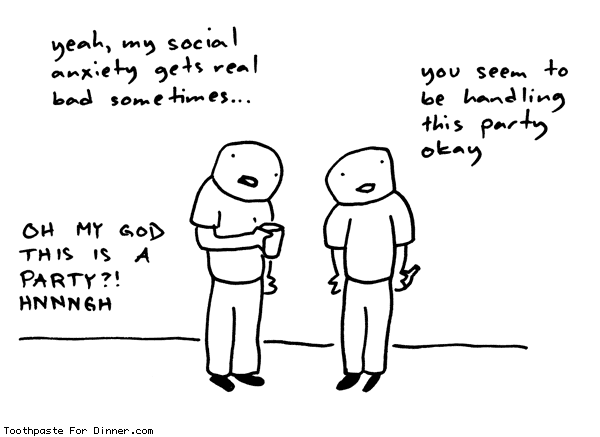 yeah, my social
anxiety gets real
bad sometimes...
you seem to
be handling
this party
okay
OH MY GOD
THIS IS A
PARTY?!
HNNNGH
Toothpaste For Dinner.com